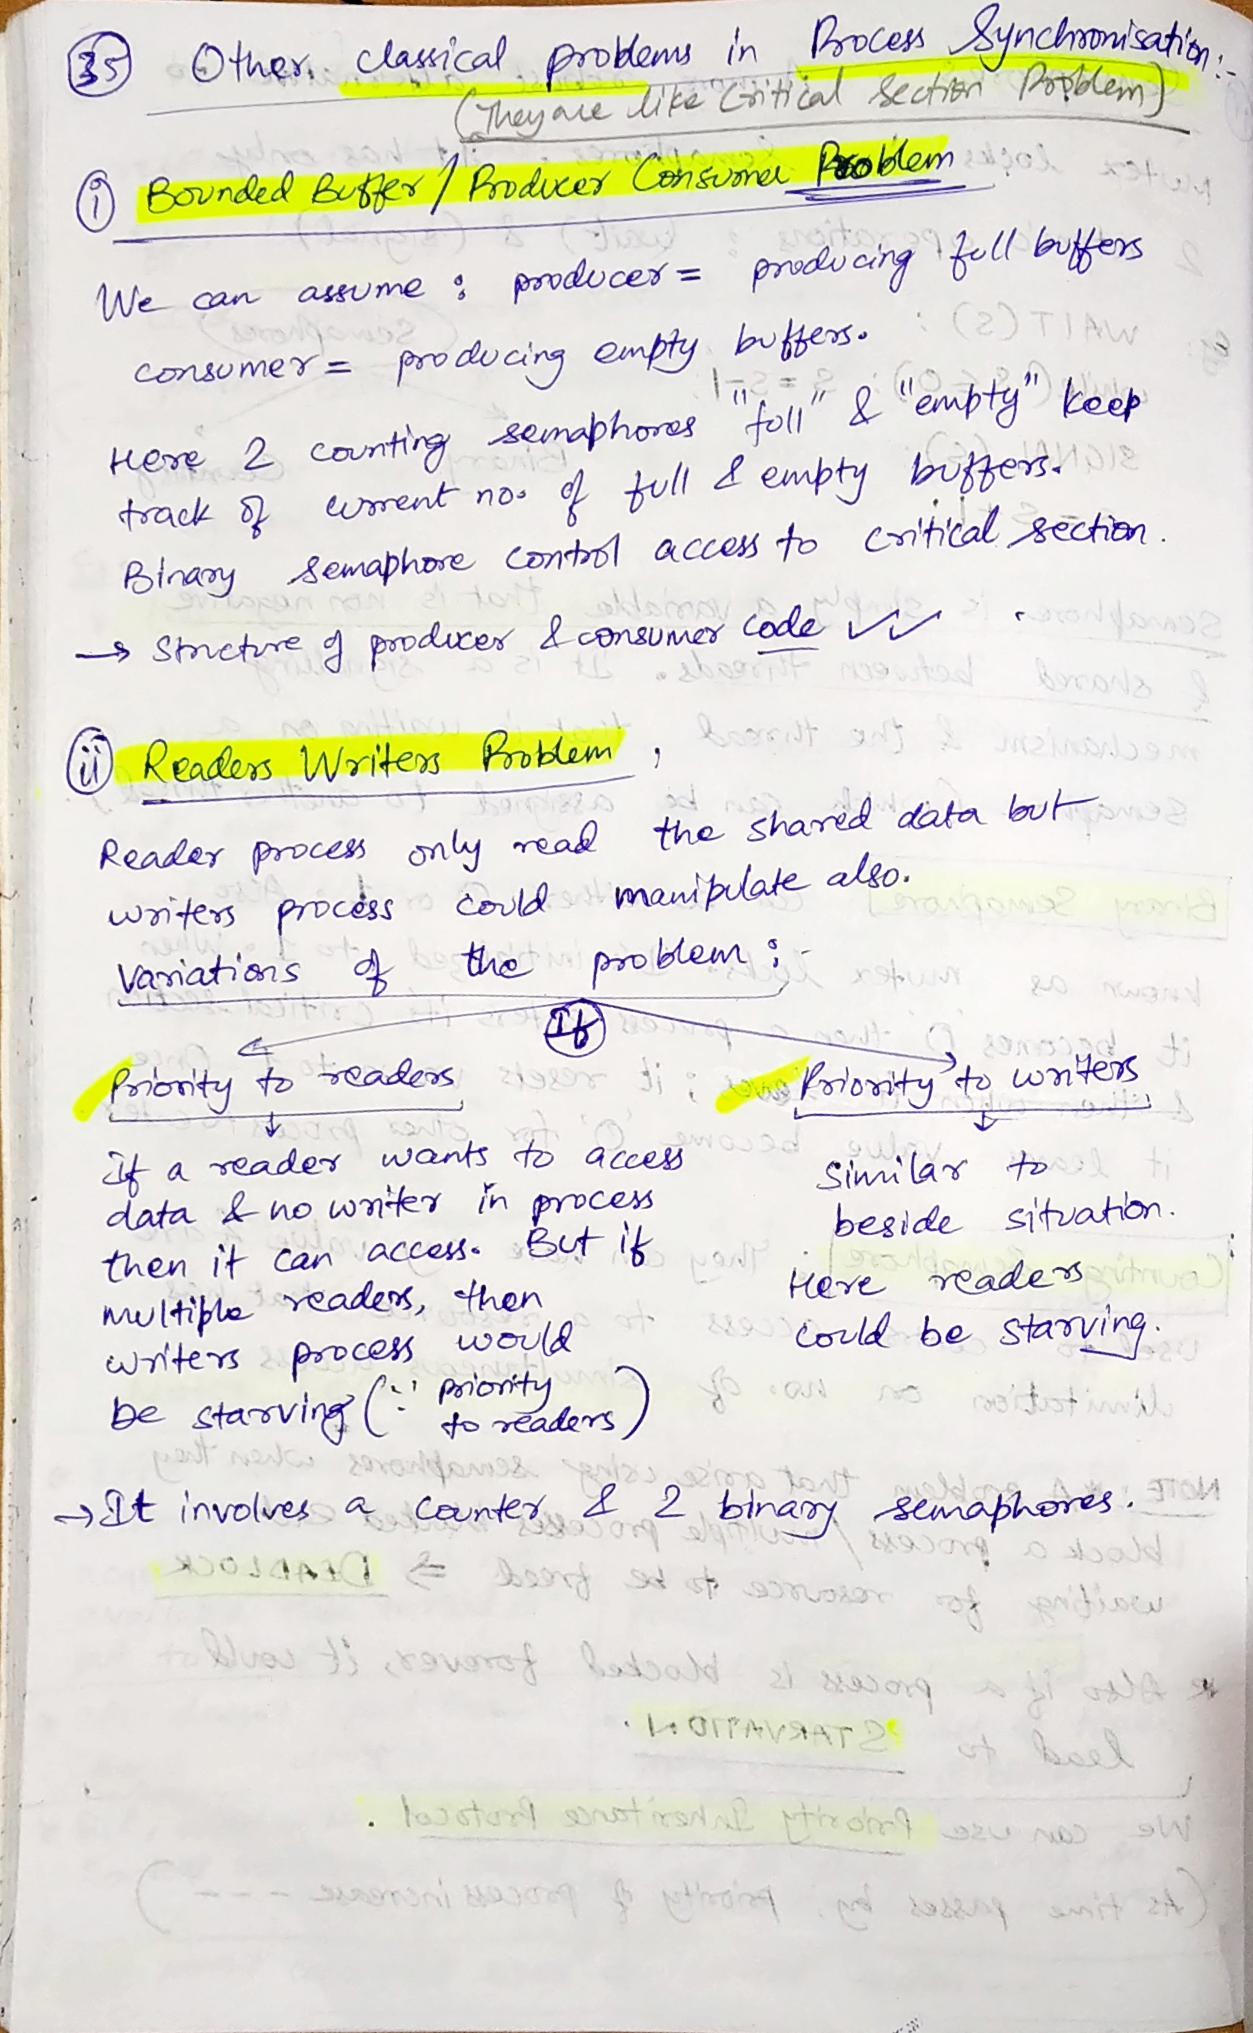 35 Other classical problems in Process Synchronisation:-
(They are like Critical Section Problem)
i Bounded Buffer / Producer Consumer Problem
We can assume : producer = producing full buffers
consumer = producing empty buffers.
Here 2 counting semaphores "full" & "empty" keep
track of current no. of full & empty buffers.
Binary semaphore control access to critical section.
→ Structure of producer & consumer code ✓✓
ii Readers Writers Problem ,
Reader process only read the shared data but
writers process could manipulate also.
Variations of the problem :-
If
Priority to readers
If a reader wants to access
data & no writer in process
then it can access. But if
multiple readers, then
writers process would
be starving (∵ priority
to readers)
Priority to writers
Similar to
beside situation.
Here readers
could be starving.
→ It involves a counter & 2 binary semaphores.